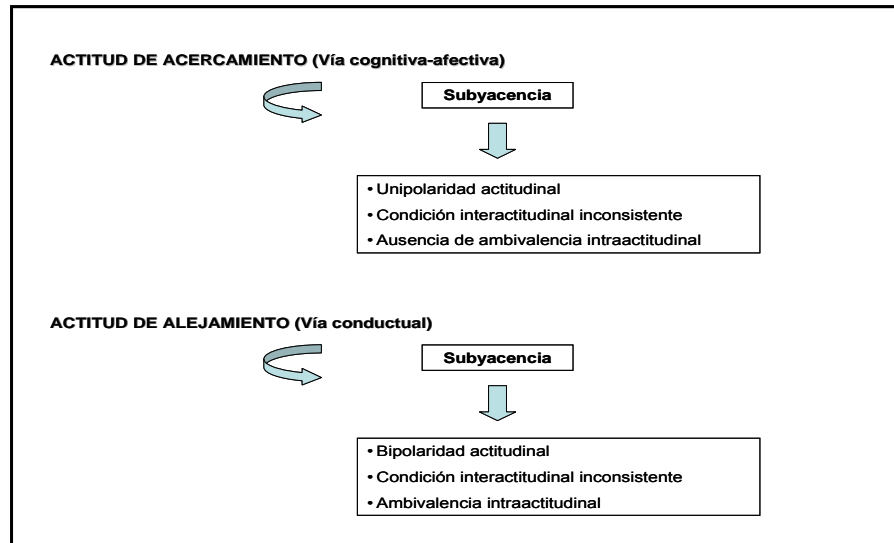 ACTITUD DE ACERCAMIENTO (Vía cognitiva-afectiva)
Subyacencia
• Unipolaridad actitudinal
• Condición interactitudinal inconsistente
• Ausencia de ambivalencia intraactitudinal
ACTITUD DE ALEJAMIENTO (Vía conductual)
Subyacencia
• Bipolaridad actitudinal
• Condición interactitudinal inconsistente
• Ambivalencia intraactitudinal